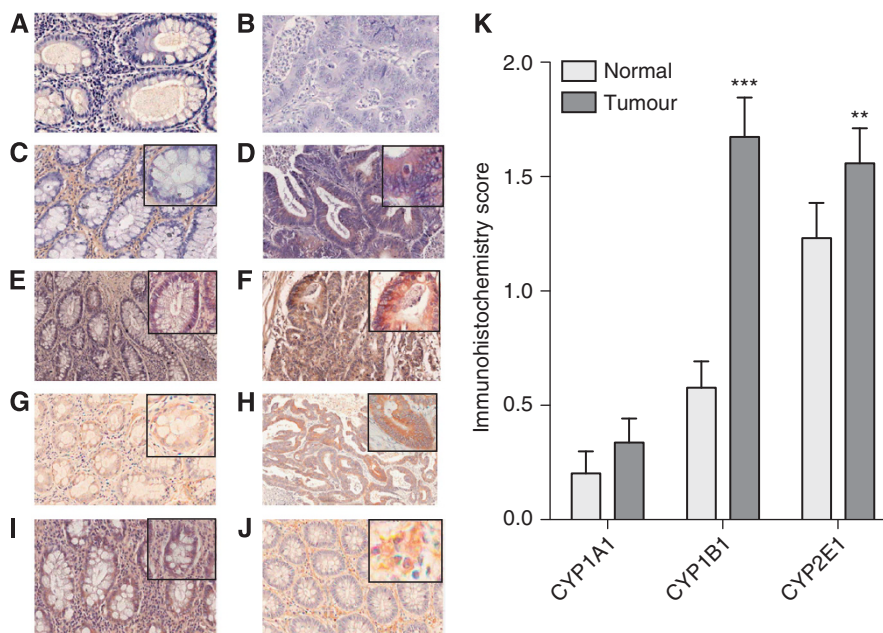 A
B
C
D
E
F
G
H
I
J
K
Normal
Tumour
Immunohistochemistry score
2.0
1.5
1.0
0.5
0.0
***
**
CYP1A1
CYP1B1
CYP2E1